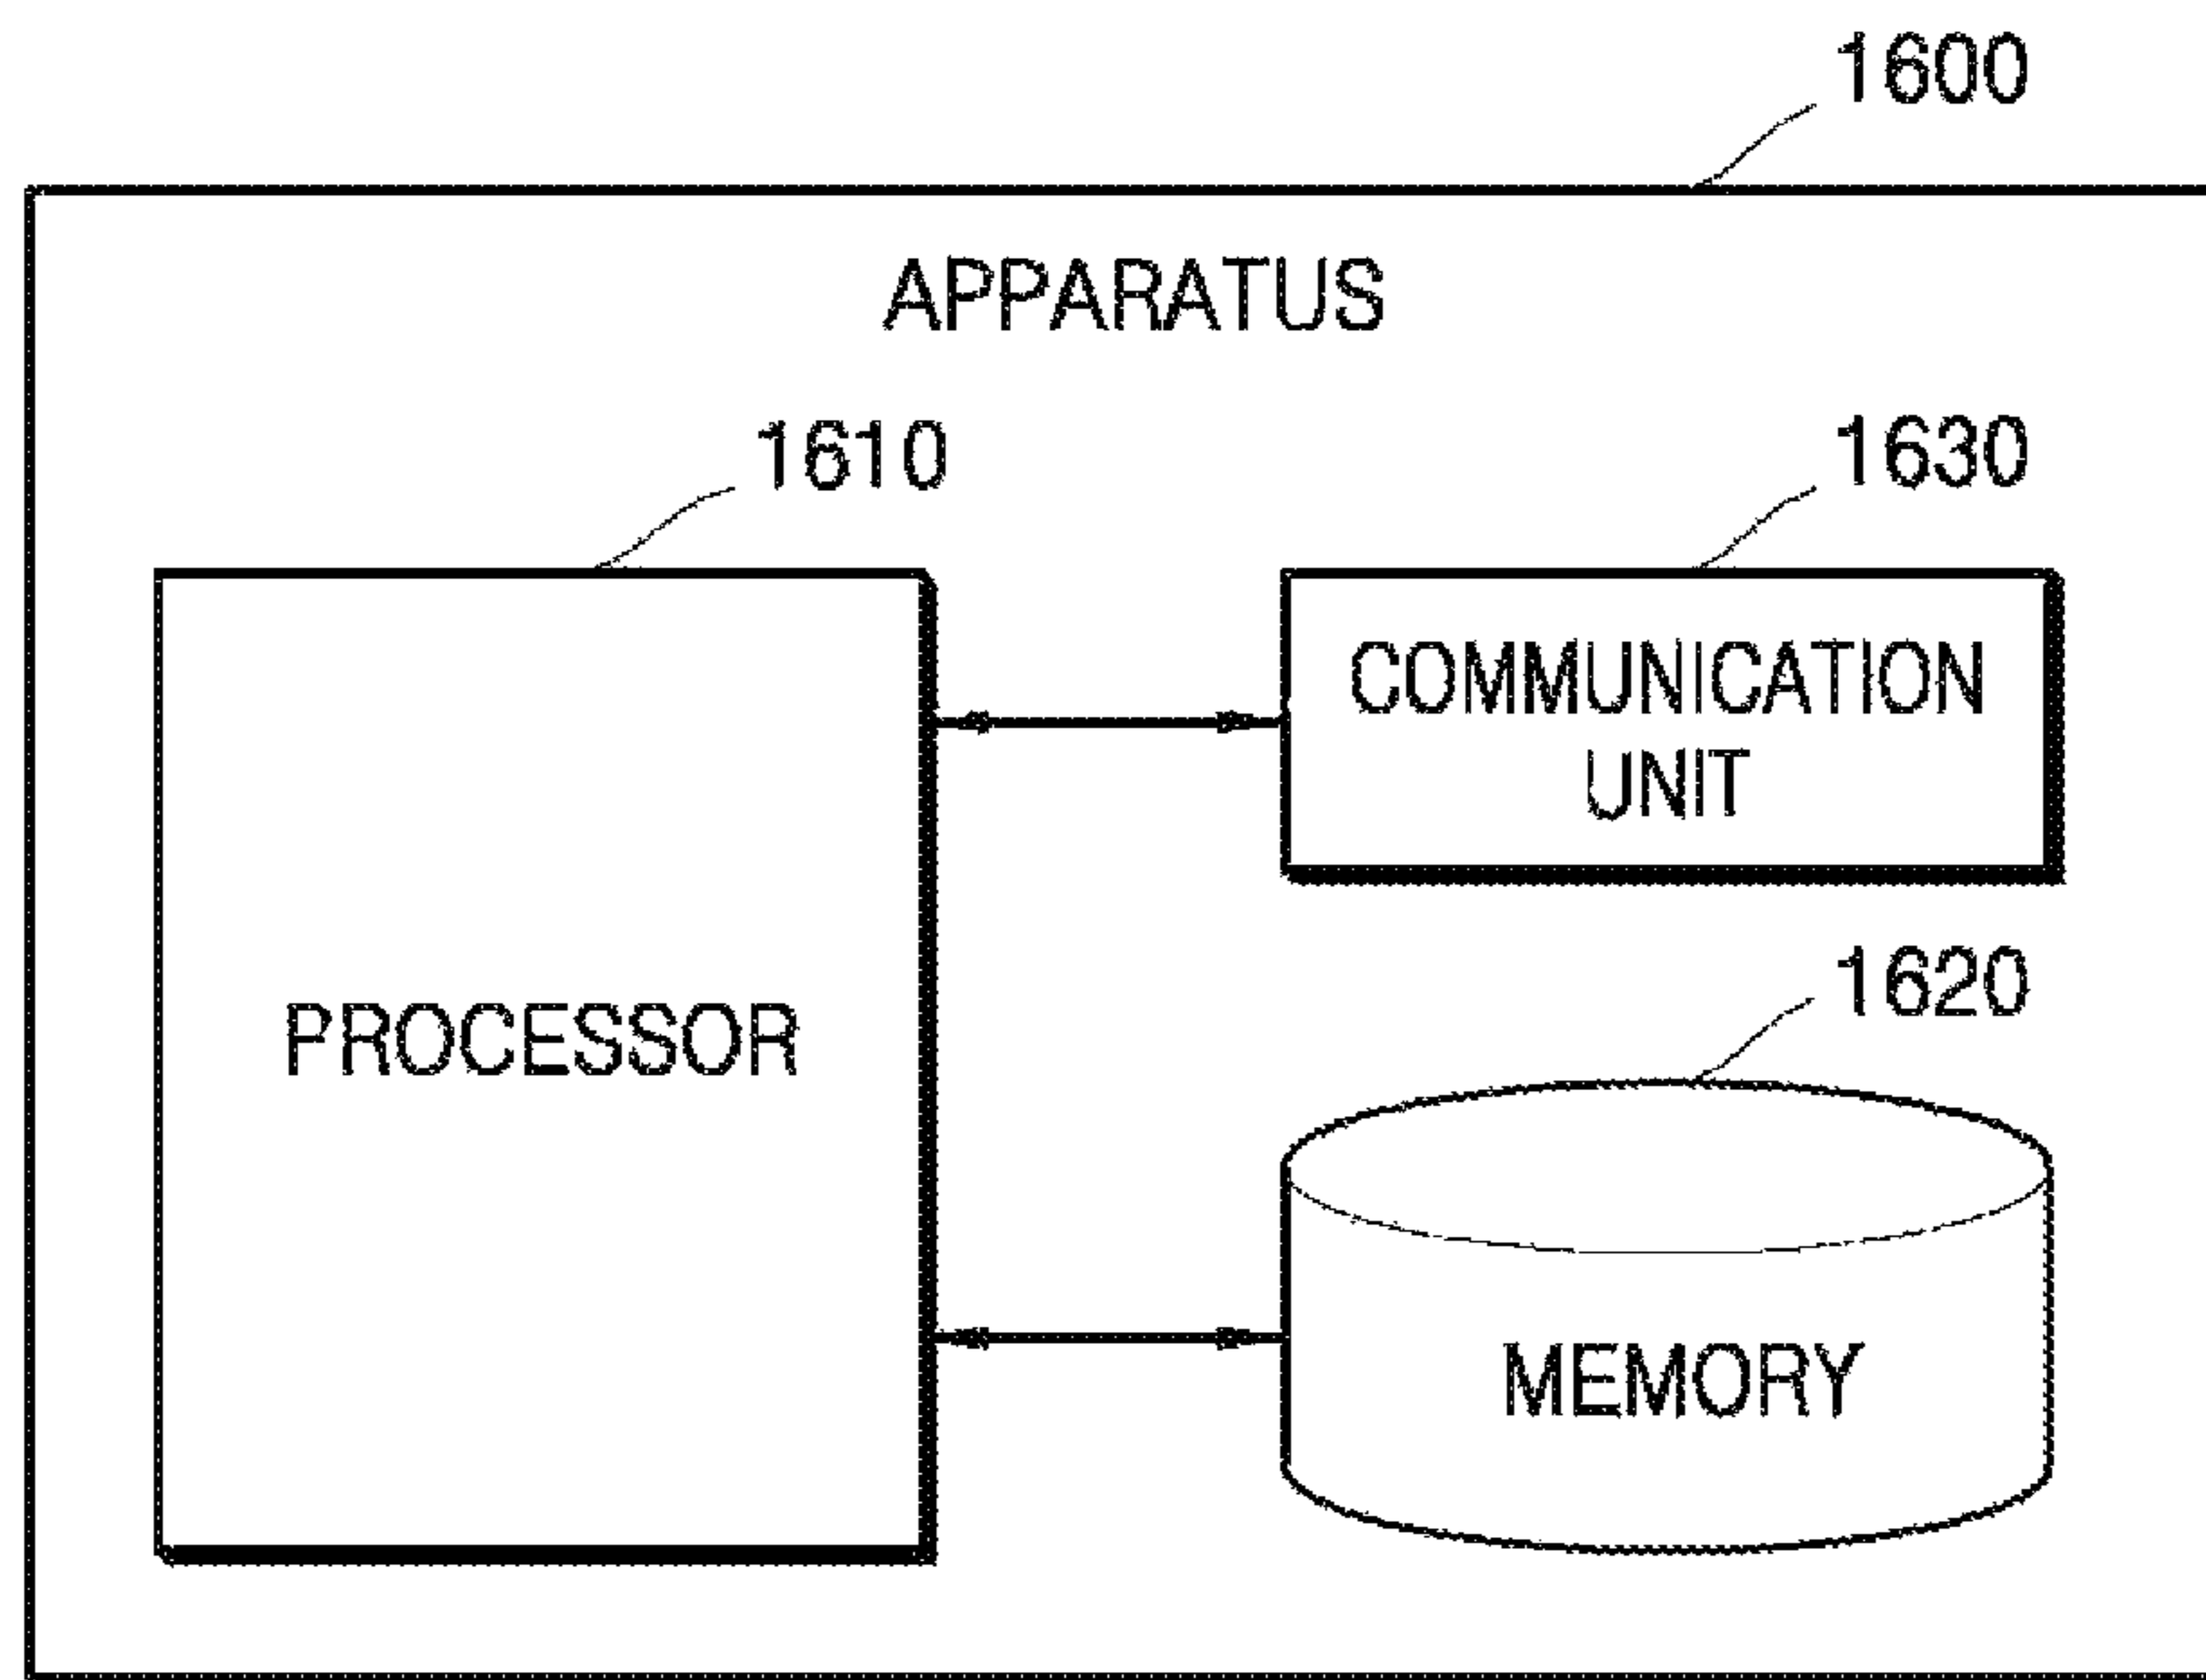 1600
APPARATUS
1610
1630
COMMUNICATION
UNIT
1620
PROCESSOR
MEMORY